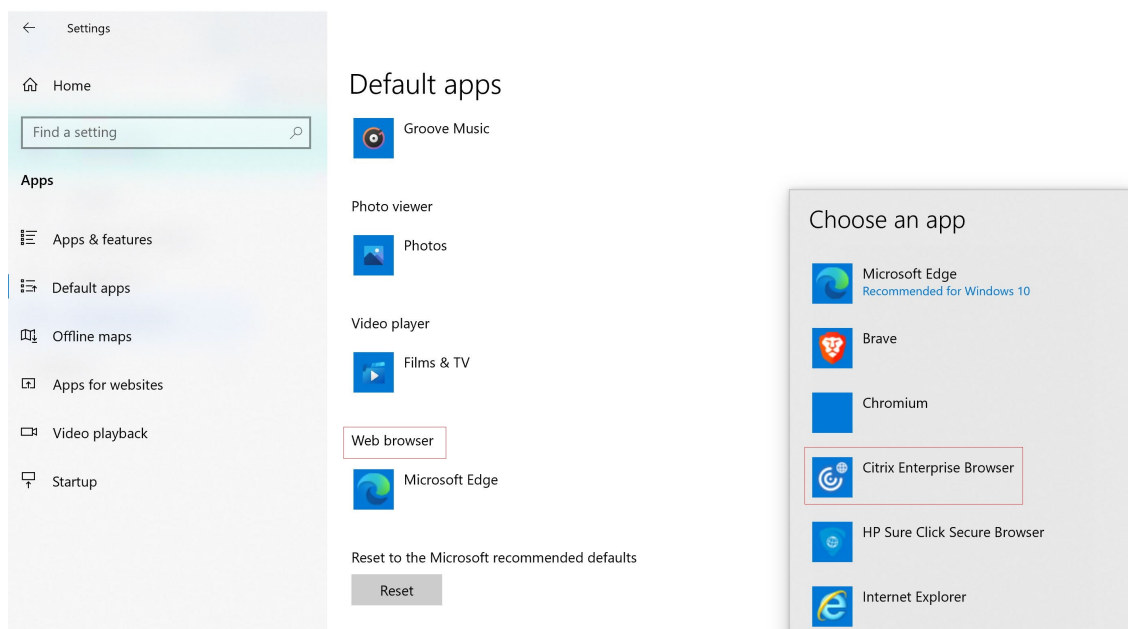 Settings
Home
Find a setting
Apps
Apps & features
Default apps
Offline maps
Apps for websites
Video playback
Startup
Default apps
Groove Music
Photo viewer
Photos
Video player
Films & TV
Web browser
Microsoft Edge
Reset to the Microsoft recommended defaults
Reset
Choose an app
Microsoft Edge
Recommended for Windows 10
Brave
Chromium
Citrix Enterprise Browser
HP Sure Click Secure Browser
Internet Explorer